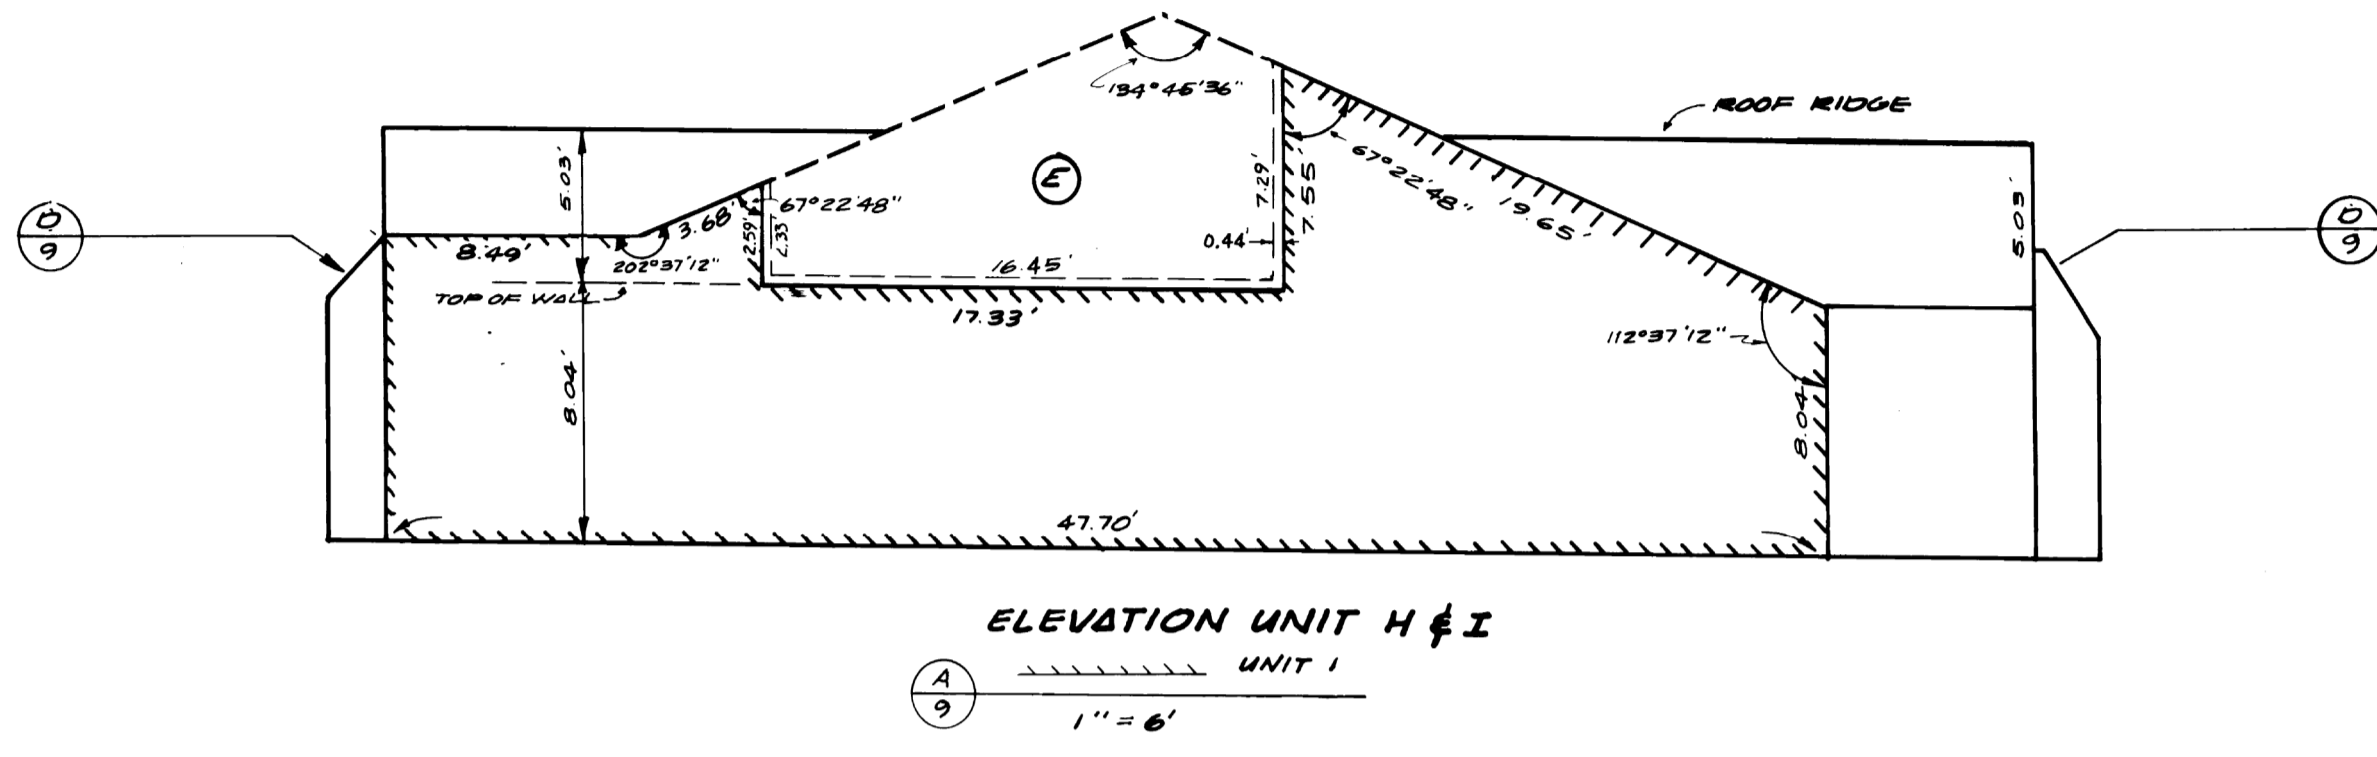 134°45'36"
ROOF RIDGE
5.03'
67°22'48"
7.29'
7.55'
67°22'48"
19.65'
5.03'
D
9
E
D
9
3.68'
2.59'
2.33'
0.44'
8.49'
202°37'12"
16.45'
TOP OF WALL
17.33'
112°37'12"
8.04'
8.04'
47.70'
ELEVATION UNIT H & I
UNIT 1
A
9
1" = 6'